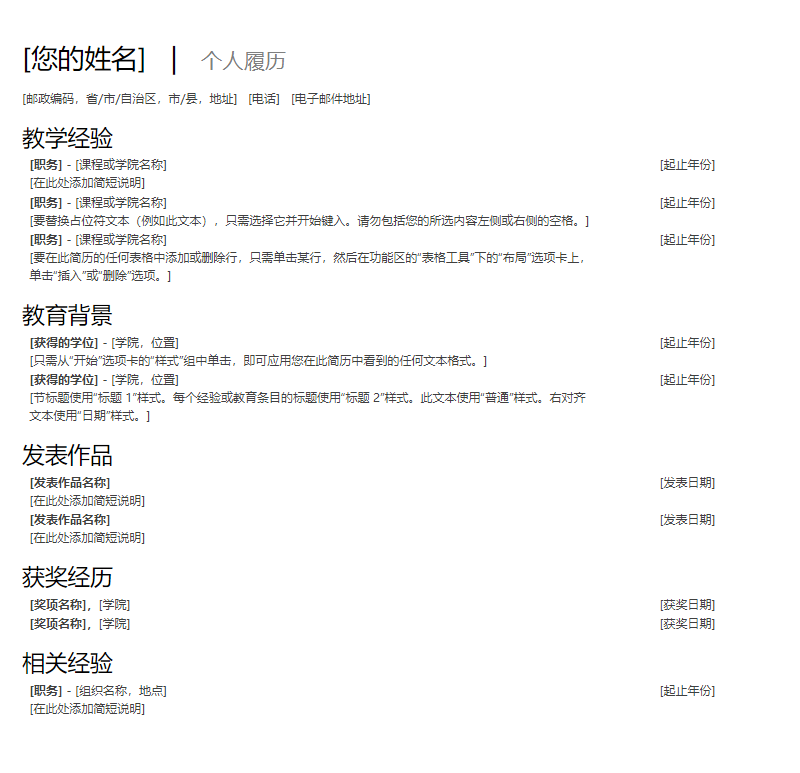 [您的姓名] | 个人履历
[邮政编码，省/市/自治区，市/县，地址] [电话] [电子邮件地址]
教学经验
[职务] - [课程或学院名称] [起止年份]
[在此处添加简短说明]
[职务] - [课程或学院名称] [起止年份]
[要替换占位符文本（例如此文本），只需选择它并开始键入。请勿包括您的所选内容左侧或右侧的空格。]
[职务] - [课程或学院名称] [起止年份]
[要在此简历的任何表格中添加或删除行，只需单击某行，然后在功能区的“表格工具”下的“布局”选项卡上，
单击“插入”或“删除”选项。]
教育背景
[获得的学位] - [学院，位置] [起止年份]
[只需从“开始”选项卡的“样式”组中单击，即可应用您在此简历中看到的任何文本格式。]
[获得的学位] - [学院，位置] [起止年份]
[节标题使用“标题 1”样式。每个经验或教育条目的标题使用“标题 2”样式。此文本使用“普通”样式。右对齐
文本使用“日期”样式。]
发表作品
[发表作品名称] [发表日期]
[在此处添加简短说明]
[发表作品名称] [发表日期]
[在此处添加简短说明]
获奖经历
[奖项名称]，[学院] [获奖日期]
[奖项名称]，[学院] [获奖日期]
相关经验
[职务] - [组织名称，地点] [起止年份]
[在此处添加简短说明]